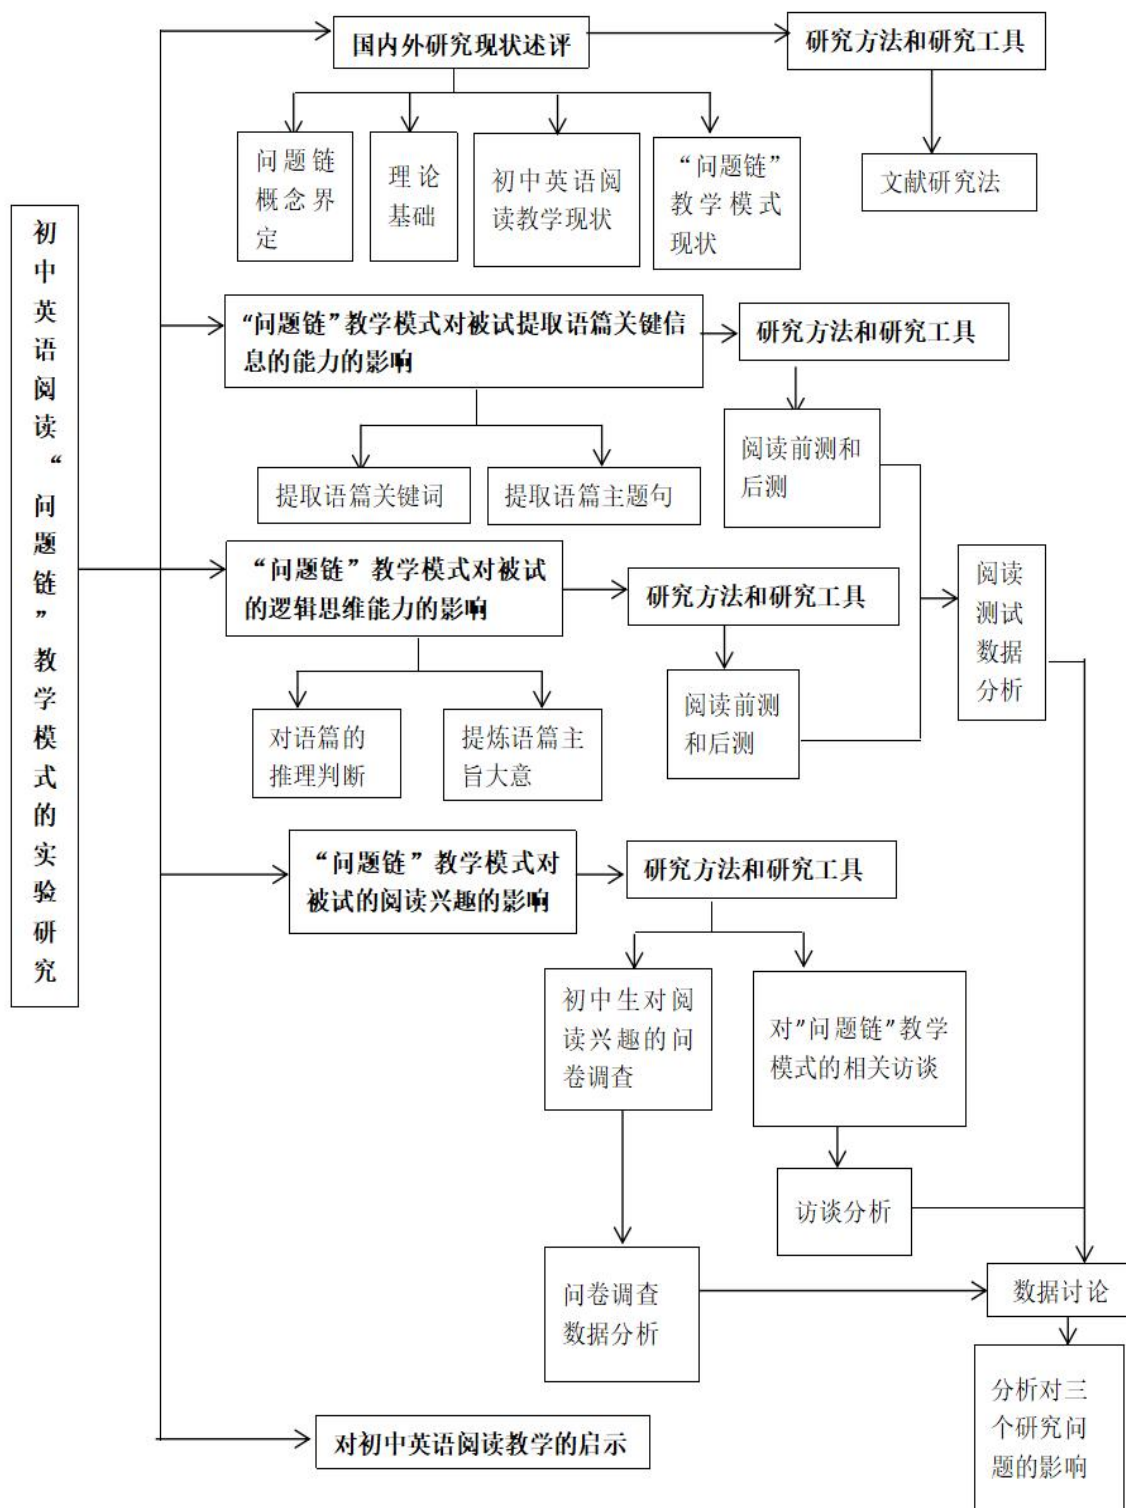 国内外研究现状述评
研究方法和研究工具
问题链
概念界
定
理论
基础
初中英语阅
读教学现状
“问题链”
教学模式
现状
文献研究法
初中英语阅读“问题链”教学模式的实验研究
“问题链”教学模式对被试提取语篇关键信
息的能力的影响
研究方法和研究工具
阅读前测和
后测
提取语篇关键词
提取语篇主题句
“问题链”教学模式对被试
的逻辑思维能力的影响
研究方法和研究工具
阅读
测试
数据
分析
对语篇的
推理判断
提炼语篇主
旨大意
阅读前测
和后测
“问题链”教学模式对
被试的阅读兴趣的影响
研究方法和研究工具
初中生对阅
读兴趣的问
卷调查
对”问题链”教学
模式的相关访谈
访谈分析
问卷调查
数据分析
数据讨论
分析对三
个研究问
题的影响
对初中英语阅读教学的启示